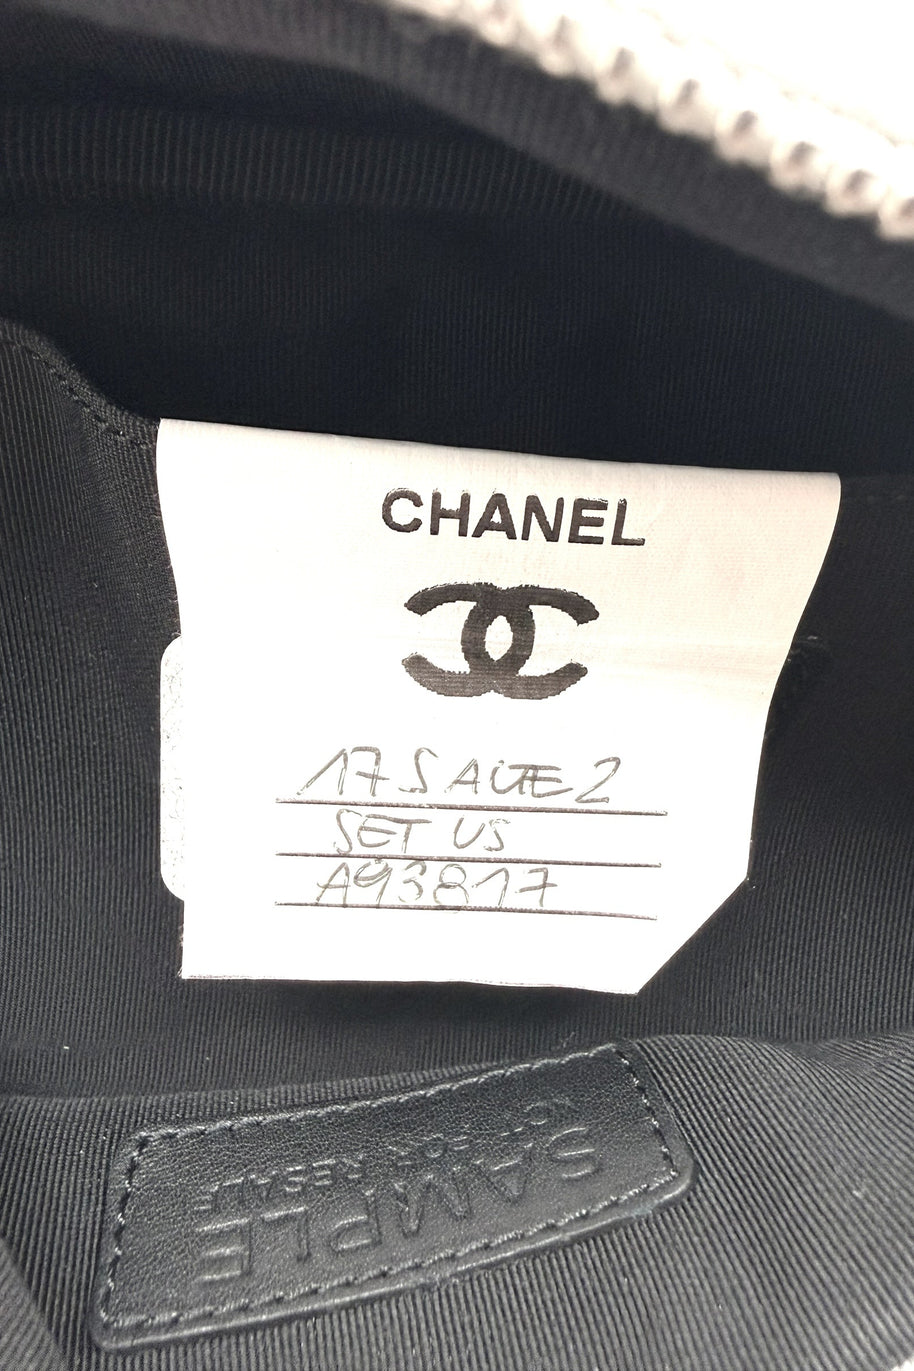 CHANEL
17S ACTE 2
SET US
A93817
SAMPLE
NOT FOR RESALE